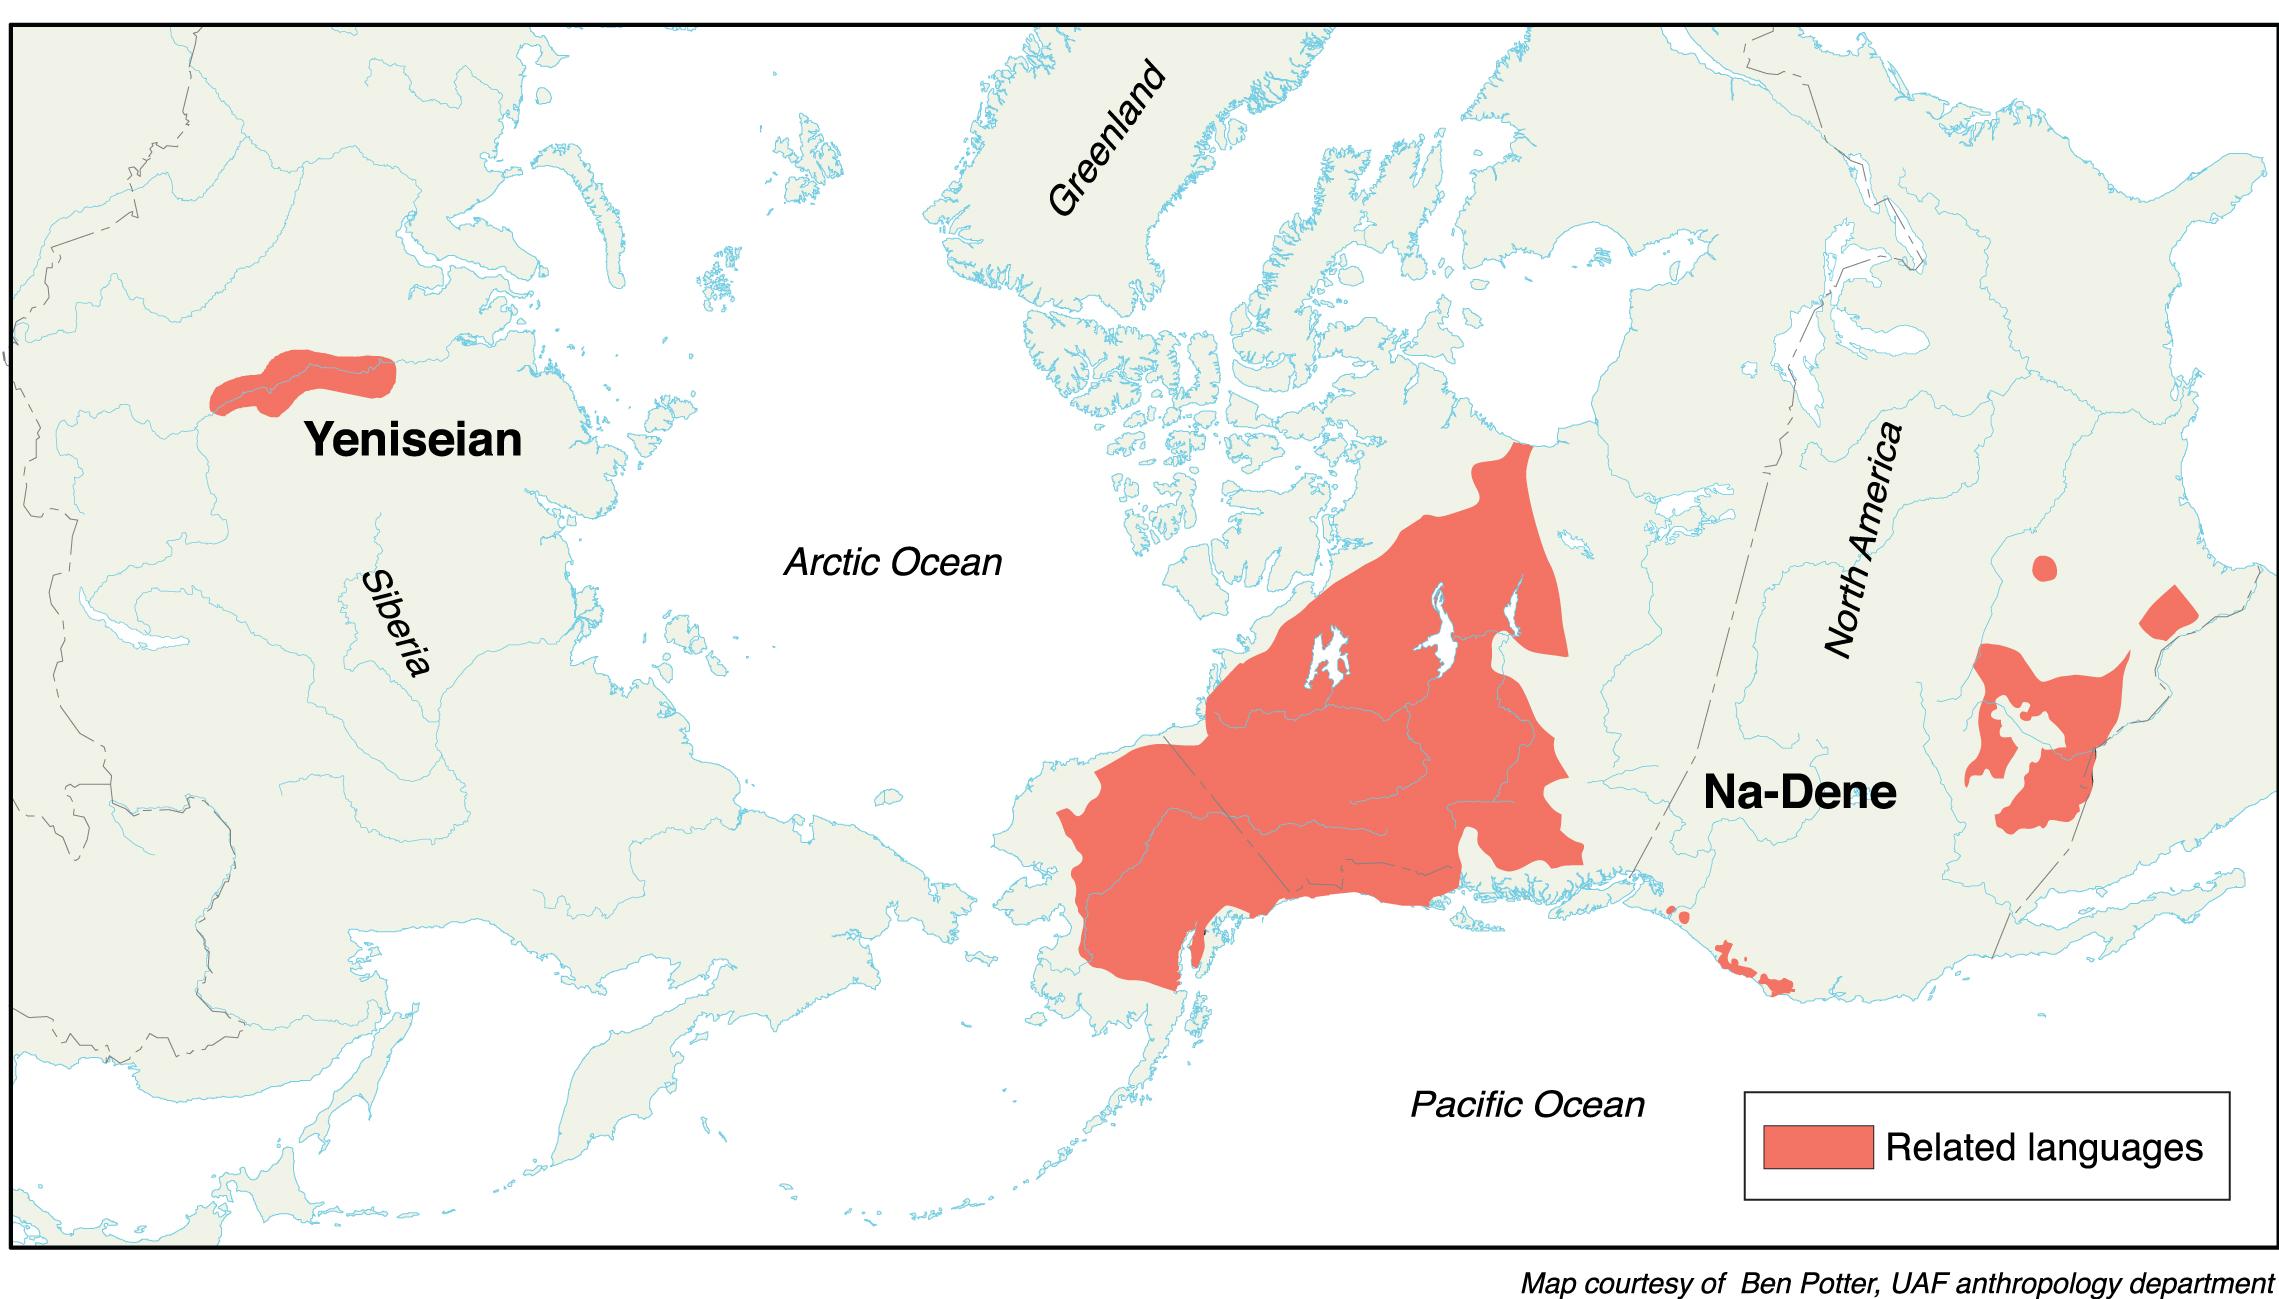 Greenland
Yeniseian
Arctic Ocean
Siberia
North America
Na-Dene
Pacific Ocean
Related languages
Map courtesy of Ben Potter, UAF anthropology department